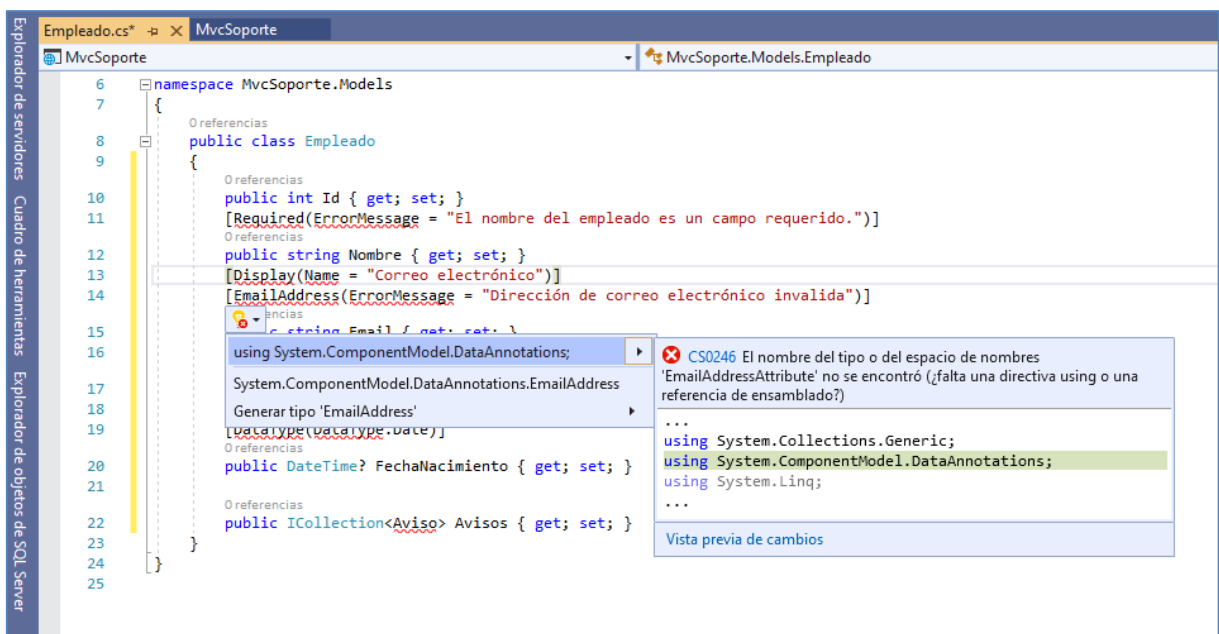 Explorador de servidores
Cuadro de herramientas
Explorador de objetos de SQL Server
Empleado.cs*
MvcSoporte
MvcSoporte
MvcSoporte.Models.Empleado
6 namespace MvcSoporte.Models
7 {
0 referencias
8 public class Empleado
9 {
0 referencias
10 public int Id { get; set; }
11 [Required(ErrorMessage = "El nombre del empleado es un campo requerido.")]
0 referencias
12 public string Nombre { get; set; }
13 [Display(Name = "Correo electrónico")]
14 [EmailAddress(ErrorMessage = "Dirección de correo electrónico invalida")]
encias
15 c string Email { get; set; }
16 using System.ComponentModel.DataAnnotations;
17 System.ComponentModel.DataAnnotations.EmailAddress
18 Generar tipo 'EmailAddress'
CS0246 El nombre del tipo o del espacio de nombres
'EmailAddressAttribute' no se encontró (¿falta una directiva using o una
referencia de ensamblado?)
...
using System.Collections.Generic;
using System.ComponentModel.DataAnnotations;
using System.Linq;
...
Vista previa de cambios
19 [DataType(DataType.Date)]
0 referencias
20 public DateTime? FechaNacimiento { get; set; }
21
0 referencias
22 public ICollection<Aviso> Avisos { get; set; }
23 }
24 }
25